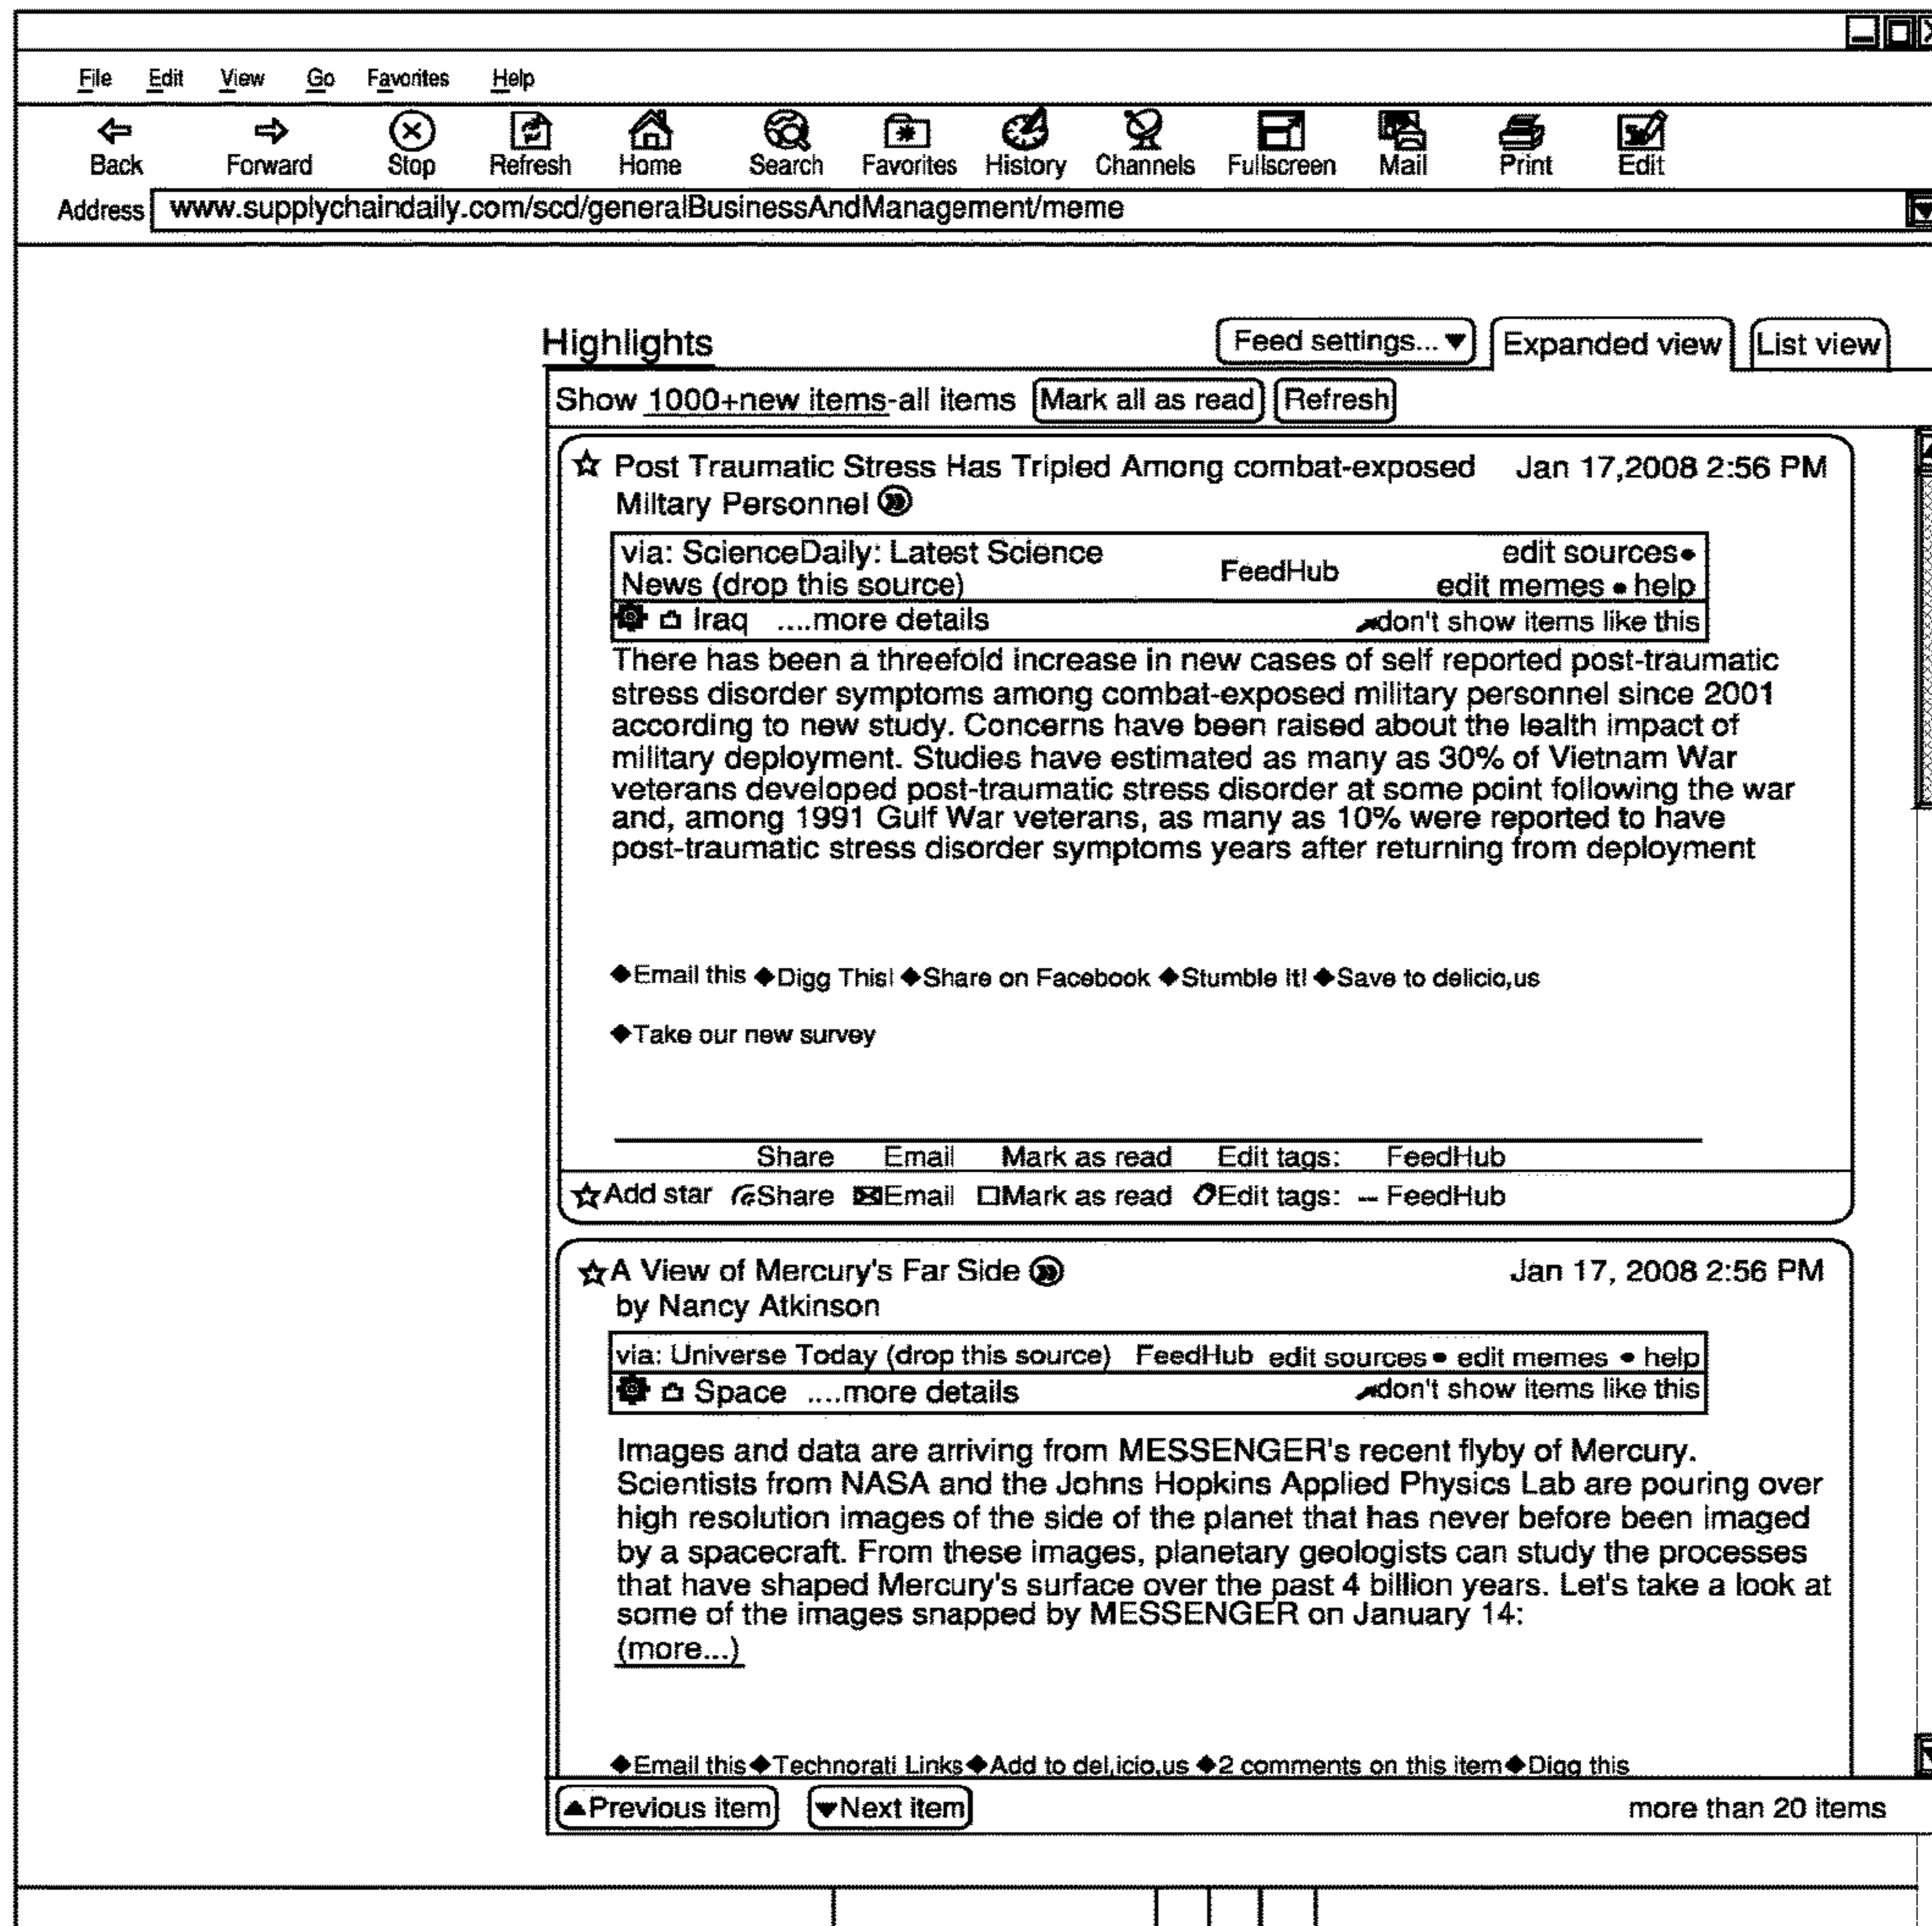 File Edit View Go Favorites Help
Back Forward Stop Refresh Home Search Favorites History Channels Fullscreen Mail Print Edit
Address www.supplychaindaily.com/scd/generalBusinessAndManagement/meme
Highlights Feed settings... ▼ Expanded view List view
Show 1000+new items-all items Mark all as read Refresh
☆ Post Traumatic Stress Has Tripled Among combat-exposed Jan 17,2008 2:56 PM
Miltary Personnel
via: ScienceDaily: Latest Science FeedHub edit sources•
News (drop this source) edit memes • help
Iraq ....more details don't show items like this
There has been a threefold increase in new cases of self reported post-traumatic
stress disorder symptoms among combat-exposed military personnel since 2001
according to new study. Concerns have been raised about the lealth impact of
military deployment. Studies have estimated as many as 30% of Vietnam War
veterans developed post-traumatic stress disorder at some point following the war
and, among 1991 Gulf War veterans, as many as 10% were reported to have
post-traumatic stress disorder symptoms years after returning from deployment
◆Email this ◆Digg This! ◆Share on Facebook ◆Stumble It! ◆Save to delicio,us
◆Take our new survey
Share Email Mark as read Edit tags: FeedHub
☆Add star Share Email Mark as read Edit tags: -- FeedHub
☆A View of Mercury's Far Side Jan 17, 2008 2:56 PM
by Nancy Atkinson
via: Universe Today (drop this source) FeedHub edit sources • edit memes • help
Space ....more details don't show items like this
Images and data are arriving from MESSENGER's recent flyby of Mercury.
Scientists from NASA and the Johns Hopkins Applied Physics Lab are pouring over
high resolution images of the side of the planet that has never before been imaged
by a spacecraft. From these images, planetary geologists can study the processes
that have shaped Mercury's surface over the past 4 billion years. Let's take a look at
some of the images snapped by MESSENGER on January 14:
(more...)
◆Email this◆Technorati Links◆Add to del,icio,us ◆2 comments on this item◆Digg this
▲Previous item ▼Next item more than 20 items